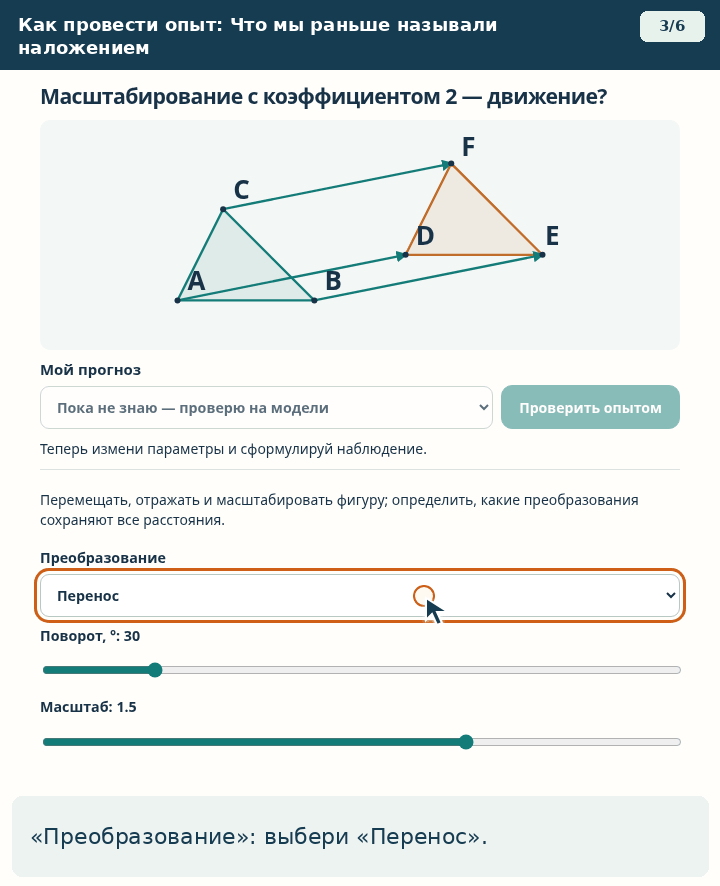 Как провести опыт: Что мы раньше называли
наложением
3/6
Масштабирование с коэффициентом 2 — движение?
F
C
D
E
A
B
Мой прогноз
Пока не знаю — проверю на модели
Проверить опытом
Теперь измени параметры и сформулируй наблюдение.
Перемещать, отражать и масштабировать фигуру; определить, какие преобразования
сохраняют все расстояния.
Преобразование
Перенос
Поворот, °: 30
Масштаб: 1.5
«Преобразование»: выбери «Перенос».